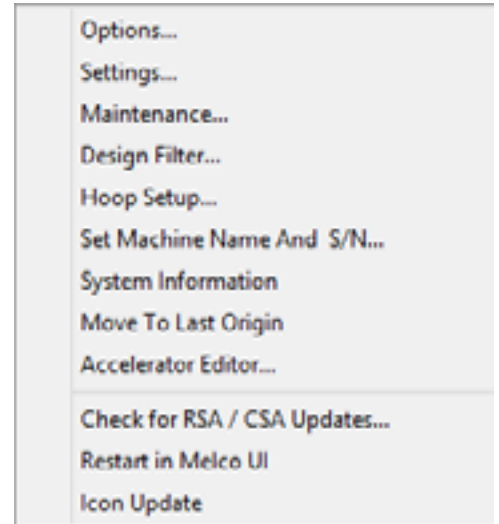 Options...
Settings...
Maintenance...
Design Filter...
Hoop Setup...
Set Machine Name And  S/N...
System Information
Move To Last Origin
Accelerator Editor...
Check for RSA / CSA Updates...
Restart in Melco UI
Icon Update